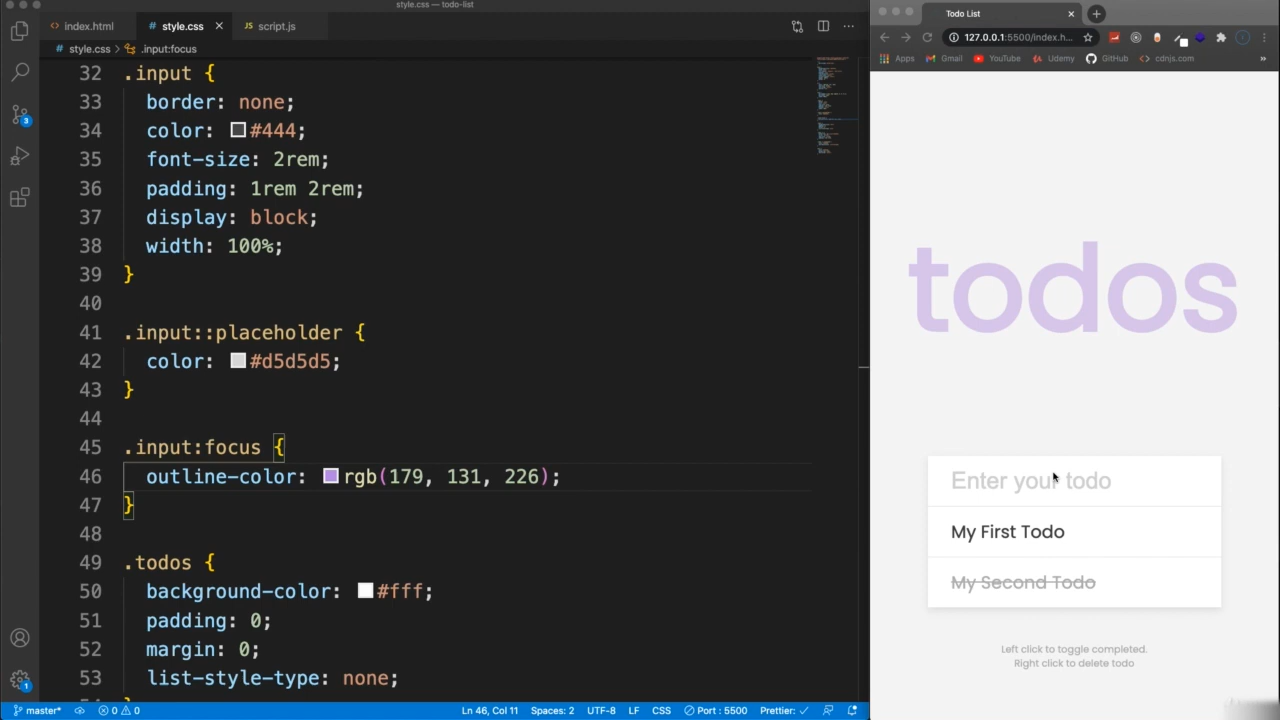 style.css — todo-list
index.html
style.css
script.js
style.css > .input:focus
32 .input {
33 border: none;
34 color: #444;
35 font-size: 2rem;
36 padding: 1rem 2rem;
37 display: block;
38 width: 100%;
39 }
40
41 .input::placeholder {
42 color: #d5d5d5;
43 }
44
45 .input:focus {
46 outline-color: rgb(179, 131, 226);
47 }
48
49 .todos {
50 background-color: #fff;
51 padding: 0;
52 margin: 0;
53 list-style-type: none;
3
1
master* 0 0 Ln 46, Col 11 Spaces: 2 UTF-8 LF CSS Port : 5500 Prettier: ✓
Todo List
127.0.0.1:5500/index.h...
Apps Gmail YouTube Udemy GitHub cdnjs.com »
todos
Enter your todo
My First Todo
My Second Todo
Left click to toggle completed.
Right click to delete todo